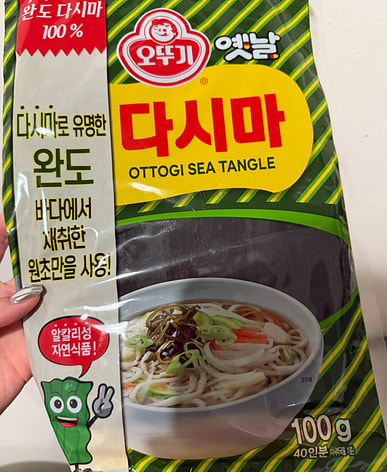 완도 다시마
100 %
오뚜기
®
옛날
다시마
OTTOGI SEA TANGLE
다시마로 유명한
완도
바다에서
채취한
원초만을 사용!
알칼리성
자연식품!
100g
40인분